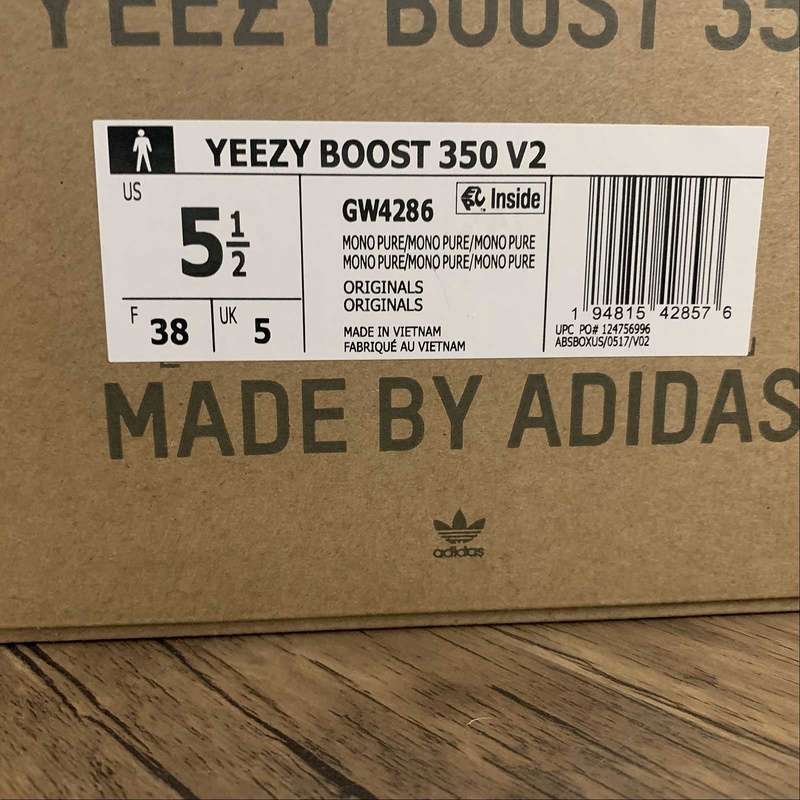 YEEZY BOOST 35
YEEZY BOOST 350 V2
US
5 1/2
F 38
UK 5
GW4286
Inside
MONO PURE/MONO PURE/MONO PURE
MONO PURE/MONO PURE/MONO PURE
ORIGINALS
ORIGINALS
MADE IN VIETNAM
FABRIQUÉ AU VIETNAM
1 94815 42857 6
UPC PO# 124756996
ABSBOXUS/0517/V02
MADE BY ADIDAS
adidas